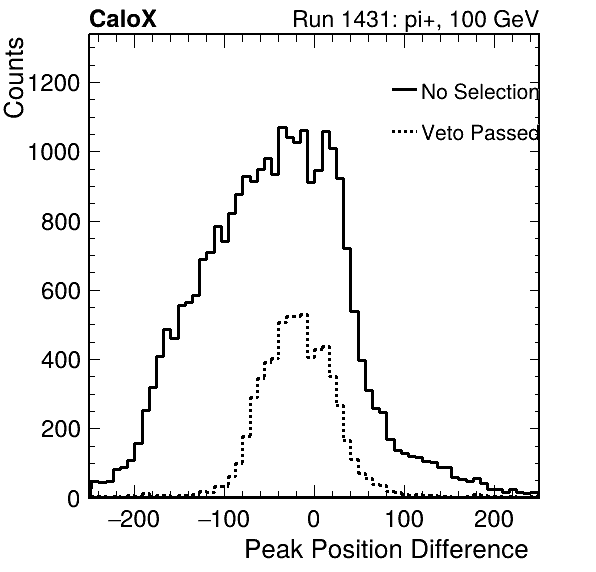 CaloX Run 1431: pi+, 100 GeV
Counts
1200
1000
800
600
400
200
0
No Selection
Veto Passed
−200 −100 0 100 200
Peak Position Difference